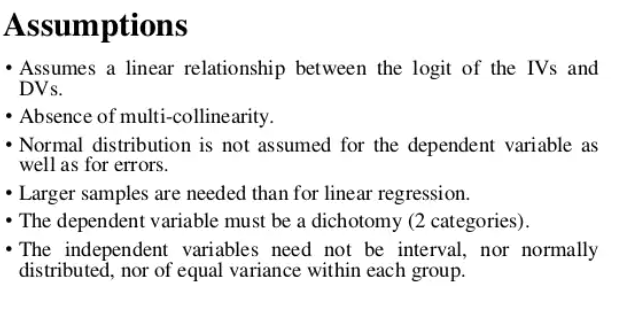 Assumptions
• Assumes a linear relationship between the logit of the IVs and
DVs.
• Absence of multi-collinearity.
• Normal distribution is not assumed for the dependent variable as
well as for errors.
• Larger samples are needed than for linear regression.
• The dependent variable must be a dichotomy (2 categories).
• The independent variables need not be interval, nor normally
distributed, nor of equal variance within each group.